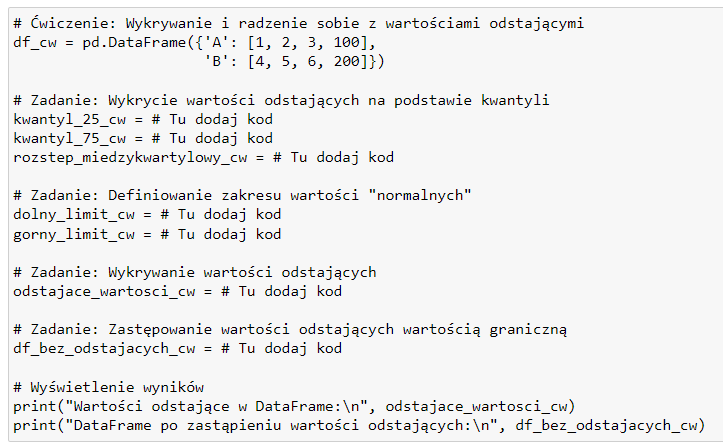 # Ćwiczenie: Wykrywanie i radzenie sobie z wartościami odstającymi
df_cw = pd.DataFrame({'A': [1, 2, 3, 100],
'B': [4, 5, 6, 200]})
# Zadanie: Wykrycie wartości odstających na podstawie kwantyli
kwantyl_25_cw = # Tu dodaj kod
kwantyl_75_cw = # Tu dodaj kod
rozstep_miedzykwartylowy_cw = # Tu dodaj kod
# Zadanie: Definiowanie zakresu wartości "normalnych"
dolny_limit_cw = # Tu dodaj kod
gorny_limit_cw = # Tu dodaj kod
# Zadanie: Wykrywanie wartości odstających
odstajace_wartosci_cw = # Tu dodaj kod
# Zadanie: Zastępowanie wartości odstających wartością graniczną
df_bez_odstajacych_cw = # Tu dodaj kod
# Wyświetlenie wyników
print("Wartości odstające w DataFrame:\n", odstajace_wartosci_cw)
print("DataFrame po zastąpieniu wartości odstających:\n", df_bez_odstajacych_cw)